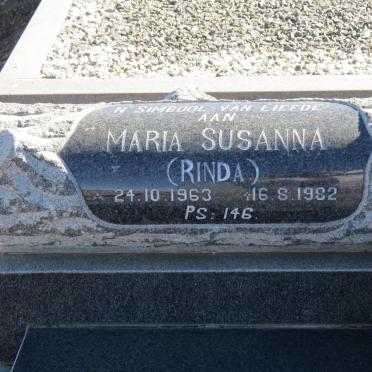 'N SIMBOOL VAN LIEFDE
AAN
MARIA SUSANNA
(RINDA)
24.10.1963 16.8.1982
PS: 146.